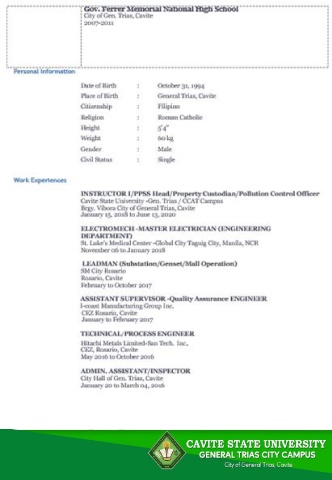 Gov. Ferrer Memorial National High School
City of Gen. Trias, Cavite
2007-2011
Personal Information
Date of Birth : October 31, 1994
Place of Birth : General Trias, Cavite
Citizenship : Filipino
Religion : Roman Catholic
Height : 5'4"
Weight : 60 kg
Gender : Male
Civil Status : Single
Work Experiences
INSTRUCTOR I/PPSS Head/Property Custodian/Pollution Control Officer
Cavite State University -Gen. Trias / CCAT Campus
Brgy. Vibora City of General Trias, Cavite
January 15, 2018 to June 15, 2020
ELECTROMECH -MASTER ELECTRICIAN (ENGINEERING
DEPARTMENT)
St. Luke's Medical Center -Global City Taguig City, Manila, NCR
November 06 to January 2018
LEADMAN (Substation/Genset/Mall Operation)
SM City Rosario
Rosario, Cavite
February to October 2017
ASSISTANT SUPERVISOR -Quality Assurance ENGINEER
I-coast Manufacturing Group Inc.
CEZ Rosario, Cavite
January to February 2017
TECHNICAL/PROCESS ENGINEER
Hitachi Metals Limited-San Tech. Inc.,
CEZ, Rosario, Cavite
May 2016 to October 2016
ADMIN. ASSISTANT/INSPECTOR
City Hall of Gen. Trias, Cavite
January 20 to March 04, 2016
CAVITE STATE UNIVERSITY
GENERAL TRIAS CITY CAMPUS
City of General Trias, Cavite